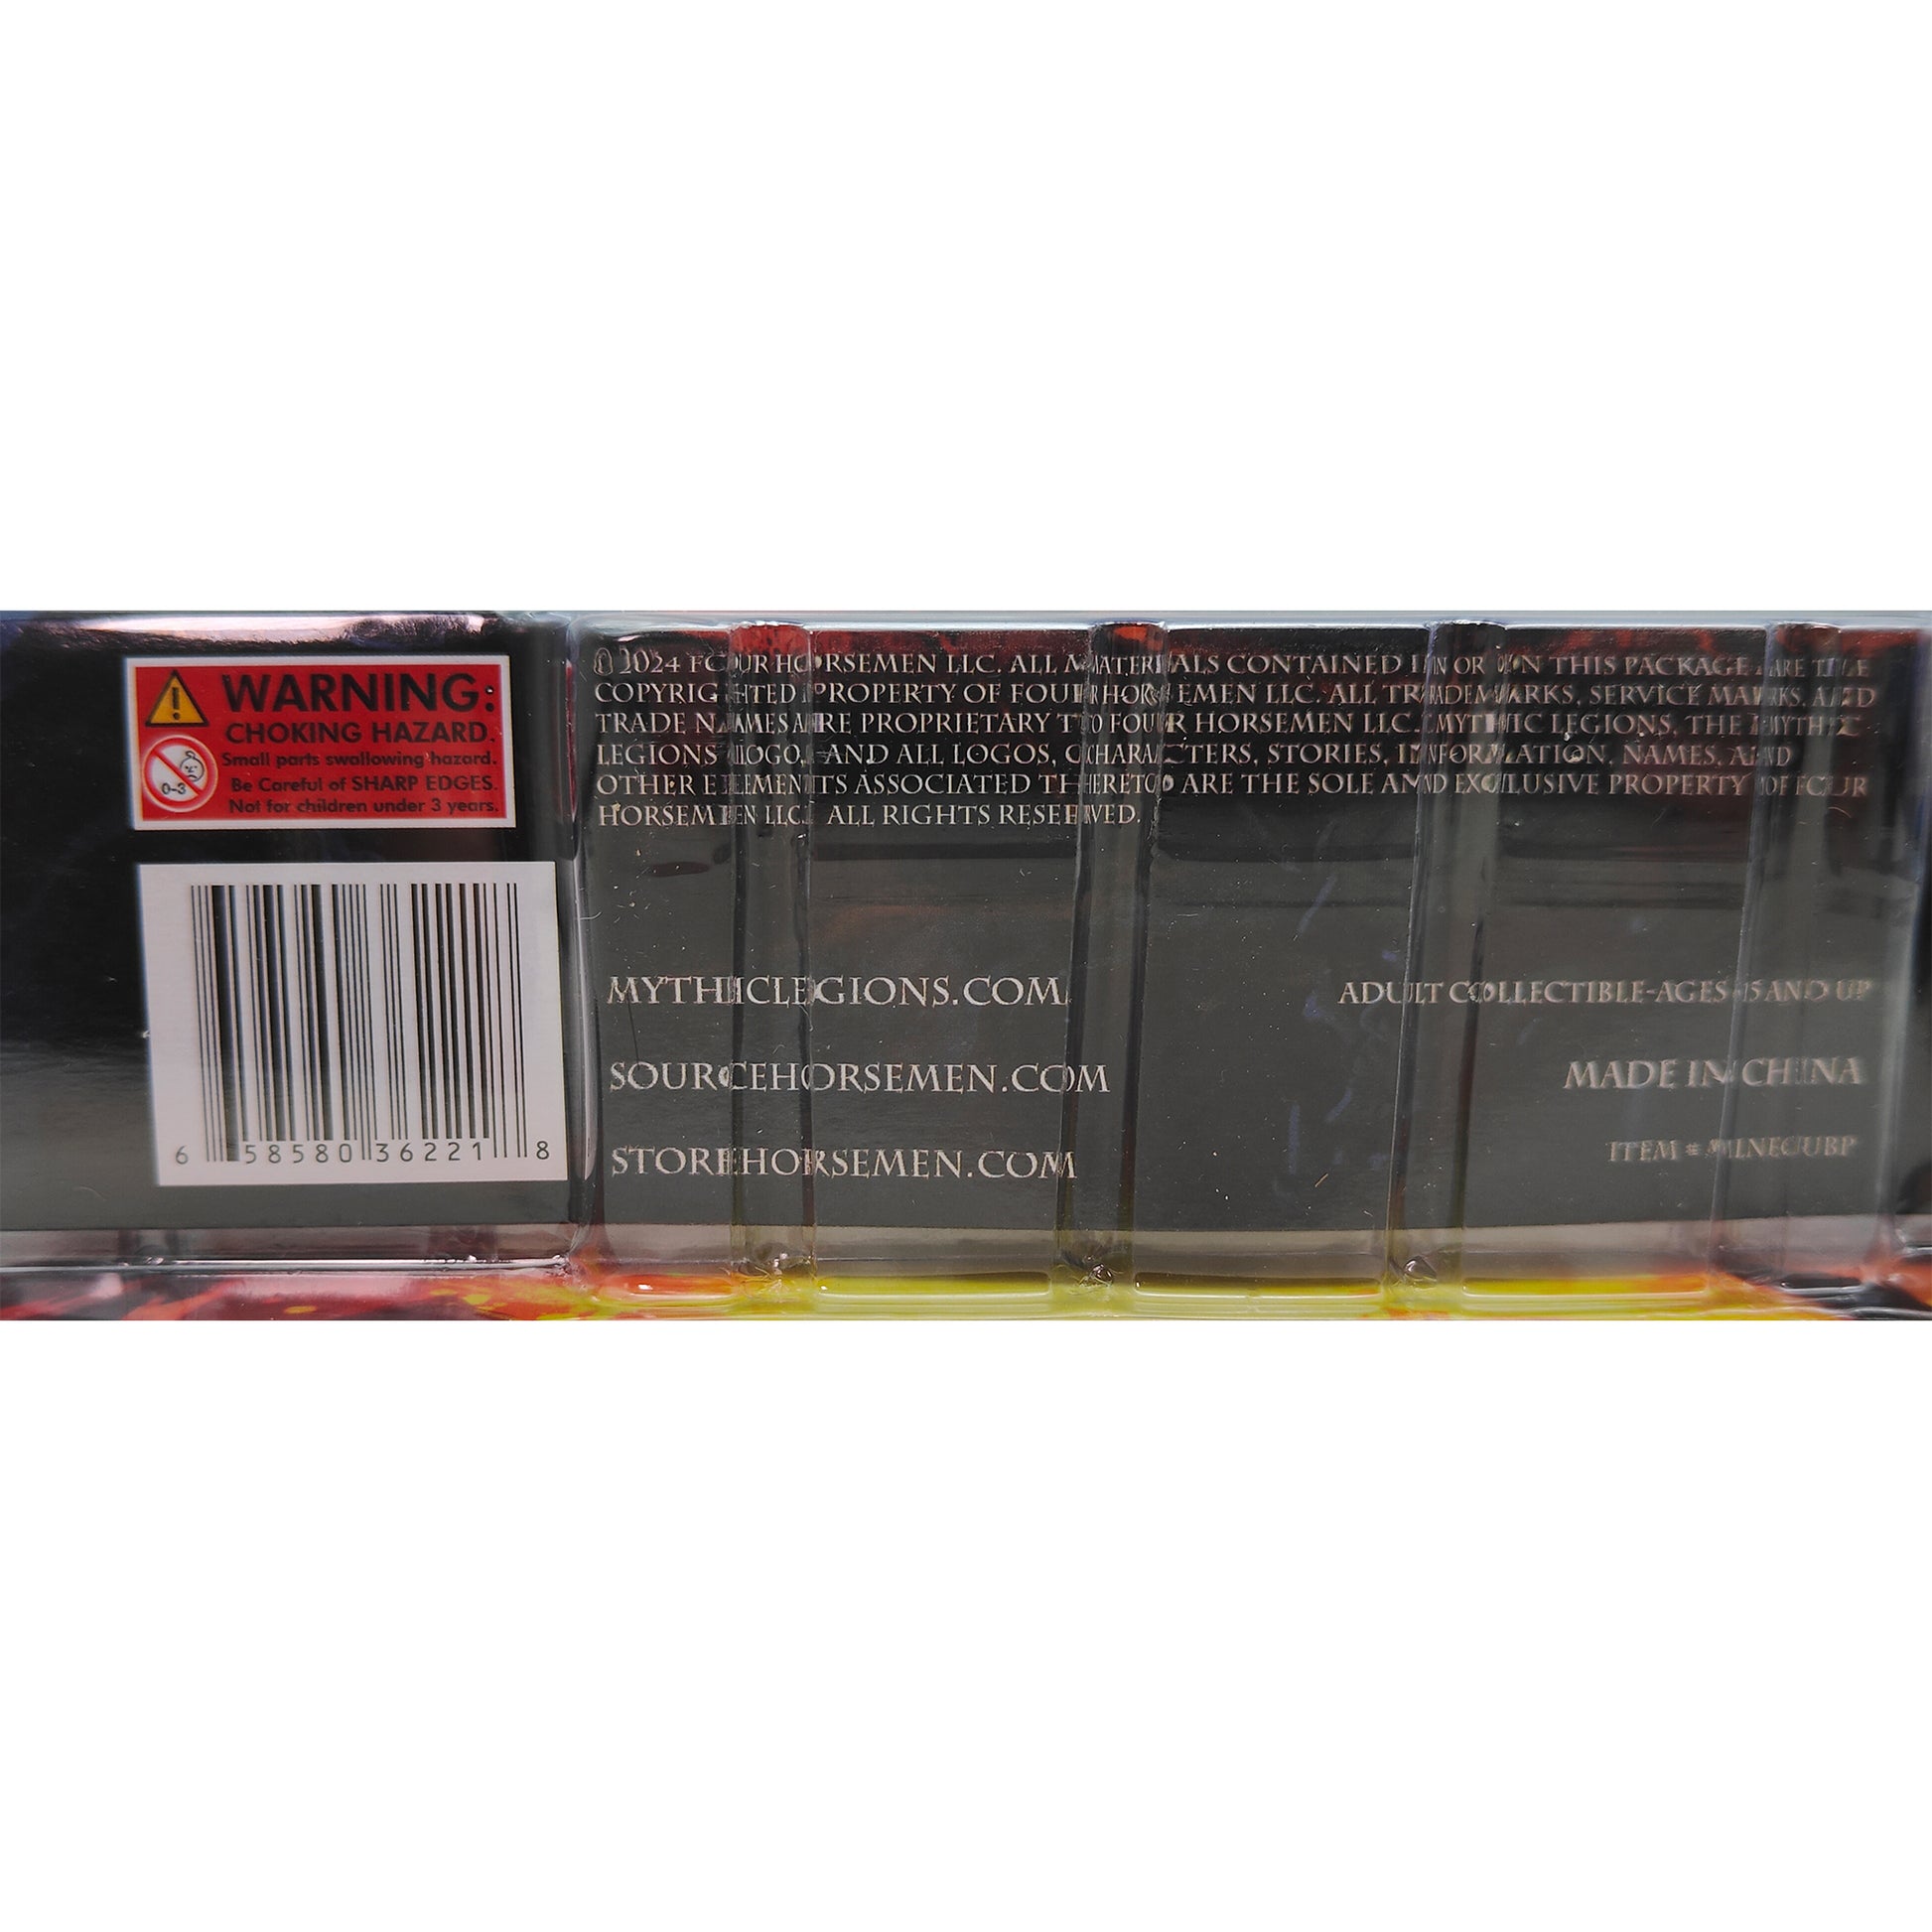 WARNING:
CHOKING HAZARD.
Small parts swallowing hazard.
0-3
Be Careful of SHARP EDGES.
Not for children under 3 years.
6 58580 36221 8
© 2024 FOUR HORSEMEN LLC. ALL MATERIALS CONTAINED IN OR ON THIS PACKAGE ARE THE
COPYRIGHTED PROPERTY OF FOUR HORSEMEN LLC. ALL TRADEMARKS, SERVICE MARKS, AND
TRADE NAMES ARE PROPRIETARY TO FOUR HORSEMEN LLC. MYTHIC LEGIONS, THE MYTHIC
LEGIONS LOGO, AND ALL LOGOS, CHARACTERS, STORIES, INFORMATION, NAMES, AND
OTHER ELEMENTS ASSOCIATED THERETO ARE THE SOLE AND EXCLUSIVE PROPERTY OF FOUR
HORSEMEN LLC. ALL RIGHTS RESERVED.
MYTHICLEGIONS.COM
SOURCEHORSEMEN.COM
STOREHORSEMEN.COM
ADULT COLLECTIBLE-AGES 15 AND UP
MADE IN CHINA
ITEM #